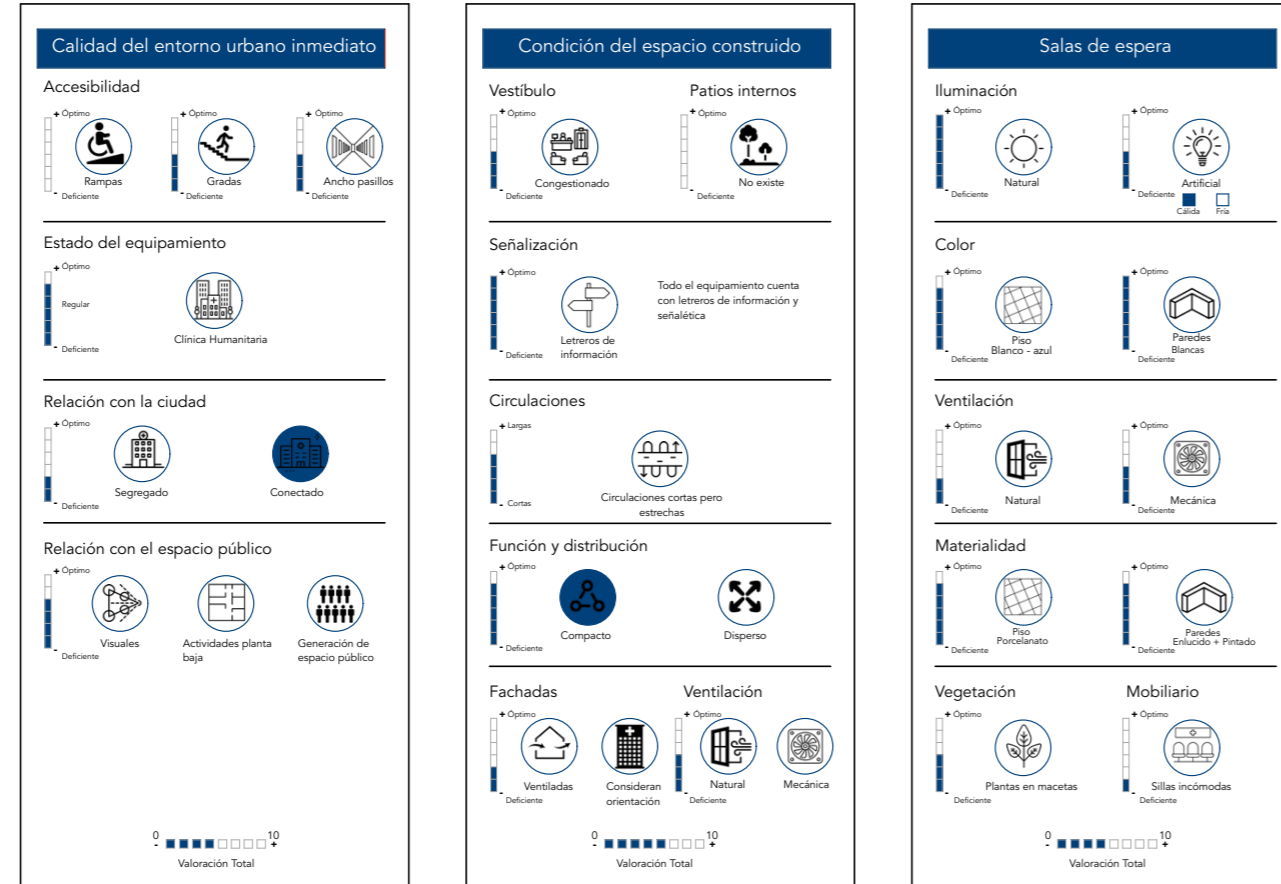 Calidad del entorno urbano inmediato
Accesibilidad
+ Óptimo
+ Óptimo
+ Óptimo
Rampas
Gradas
Ancho pasillos
- Deficiente
- Deficiente
- Deficiente
Estado del equipamiento
+ Óptimo
Regular
- Deficiente
Clínica Humanitaria
Relación con la ciudad
+ Óptimo
- Deficiente
Segregado
Conectado
Relación con el espacio público
+ Óptimo
- Deficiente
Visuales
Actividades planta
baja
Generación de
espacio público
0 10
- +
Valoración Total
Condición del espacio construido
Vestíbulo
Patios internos
+ Óptimo
+ Óptimo
Congestionado
No existe
- Deficiente
- Deficiente
Señalización
+ Óptimo
- Deficiente
Letreros de
información
Todo el equipamiento cuenta
con letreros de información y
señalética
Circulaciones
+ Largas
- Cortas
Circulaciones cortas pero
estrechas
Función y distribución
+ Óptimo
- Deficiente
Compacto
Disperso
Fachadas
Ventilación
+ Óptimo
+ Óptimo
Ventiladas
Consideran
orientación
Natural
Mecánica
- Deficiente
- Deficiente
0 10
- +
Valoración Total
Salas de espera
Iluminación
+ Óptimo
+ Óptimo
Natural
Artificial
- Deficiente
- Deficiente
Cálida
Fría
Color
+ Óptimo
+ Óptimo
Piso
Blanco - azul
Paredes
Blancas
- Deficiente
- Deficiente
Ventilación
+ Óptimo
+ Óptimo
Natural
Mecánica
- Deficiente
- Deficiente
Materialidad
+ Óptimo
+ Óptimo
Piso
Porcelanato
Paredes
Enlucido + Pintado
- Deficiente
- Deficiente
Vegetación
Mobiliario
+ Óptimo
+ Óptimo
Plantas en macetas
Sillas incómodas
- Deficiente
- Deficiente
0 10
- +
Valoración Total